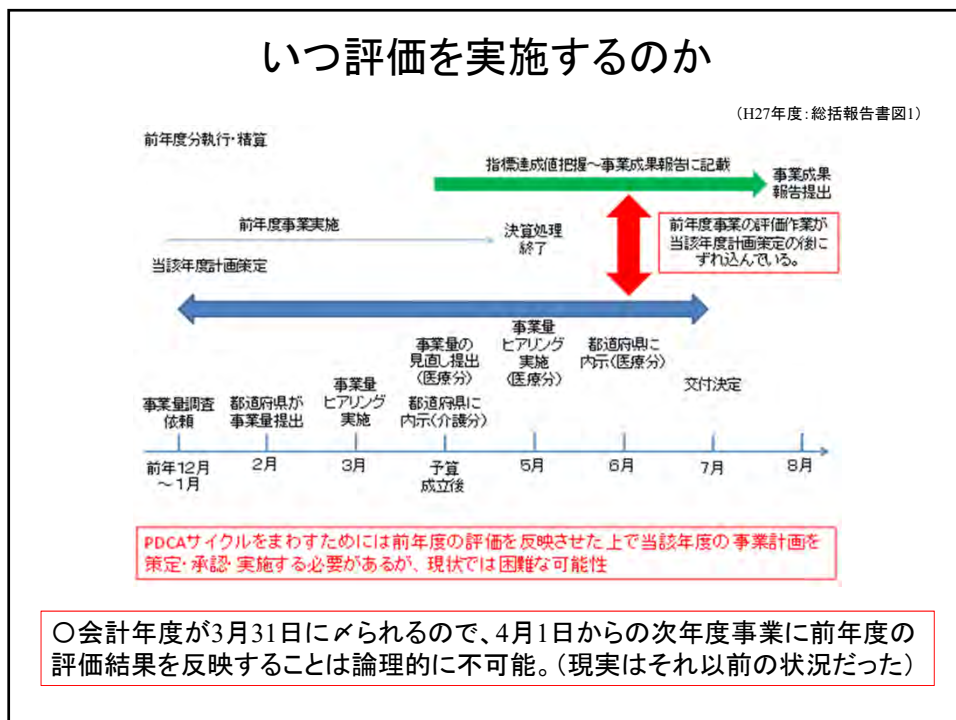 いつ評価を実施するのか
（H27年度：総括報告書図1）
前年度分執行・精算
指標達成値把握～事業成果報告に記載
事業成果
報告提出
前年度事業実施
決算処理
終了
前年度事業の評価作業が
当該年度計画策定の後に
ずれ込んでいる。
当該年度計画策定
事業量調査
依頼
都道府県が
事業量提出
事業量
ヒアリング
実施
事業量の
見直し提出
（医療分）
都道府県に
内示（介護分）
事業量
ヒアリング
実施
（医療分）
都道府県に
内示（医療分）
交付決定
前年12月
～1月
2月
3月
予算
成立後
5月
6月
7月
8月
PDCAサイクルをまわすためには前年度の評価を反映させた上で当該年度の事業計画を
策定・承認・実施する必要があるが、現状では困難な可能性
〇会計年度が3月31日に〆られるので、4月1日からの次年度事業に前年度の
評価結果を反映することは論理的に不可能。（現実はそれ以前の状況だった）